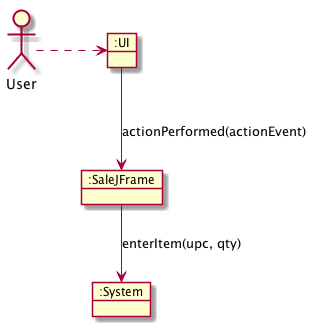 :UI
User
actionPerformed(actionEvent)
:SaleJFrame
enterItem(upc, qty)
:System